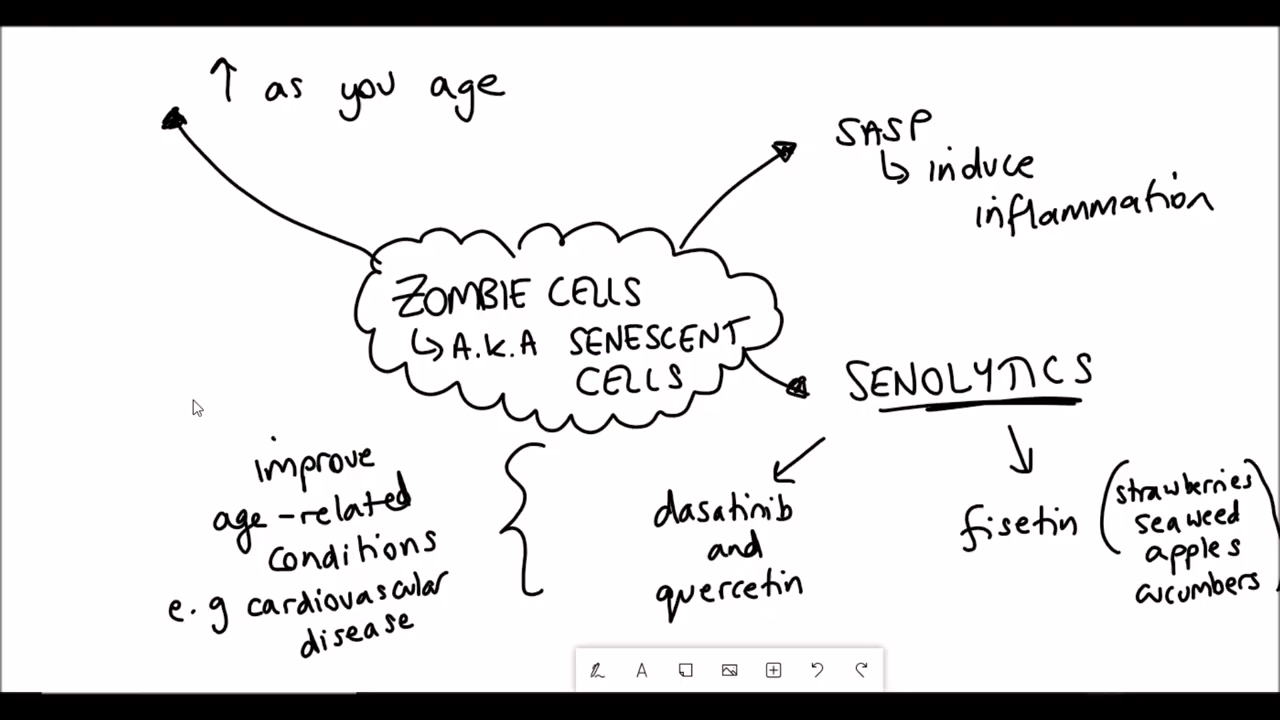 ↑ as you age
SASP
↳ induce
inflammation
ZOMBIE CELLS
↳ A.K.A SENESCENT
CELLS
SENOLYTICS
improve
age-related
conditions
e.g cardiovascular
disease
dasatinib
and
quercetin
fisetin
(strawberries
seaweed
apples
cucumbers)
A